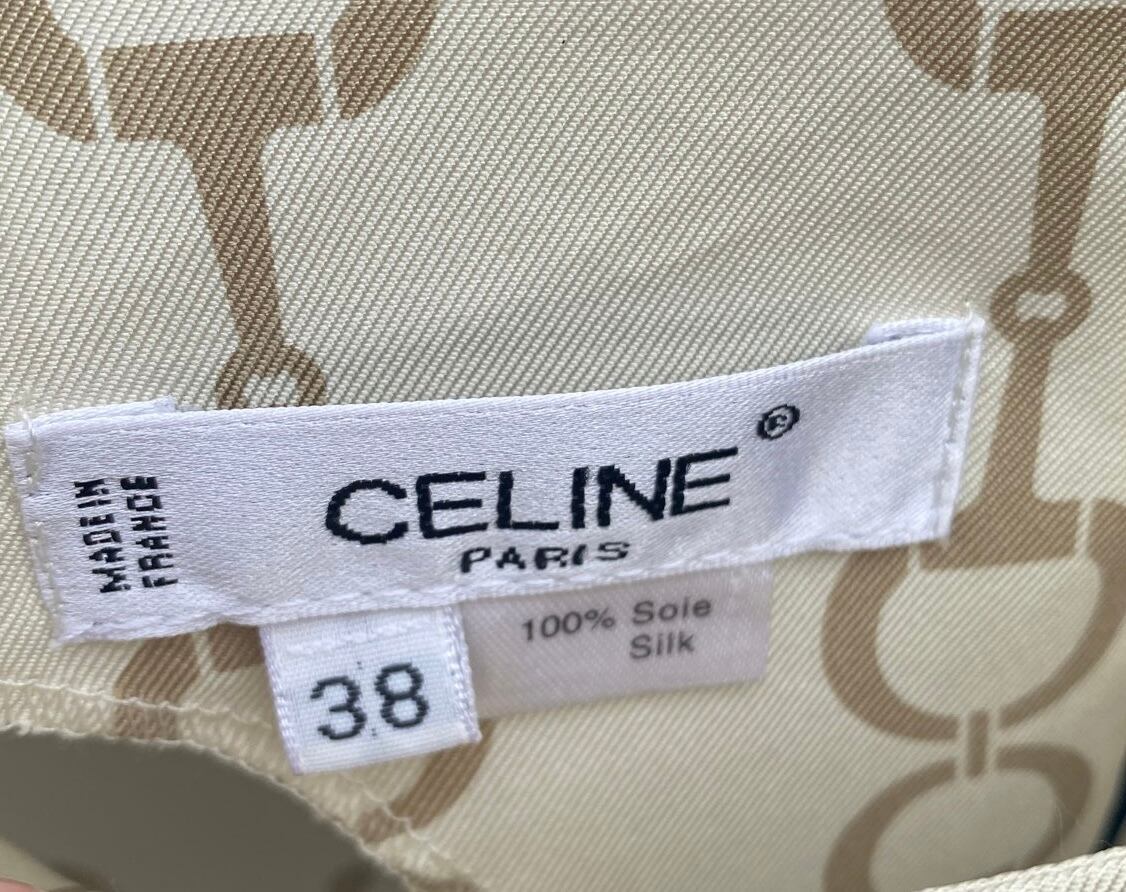 MADE IN
FRANCE
CELINE®
PARIS
100% Soie
Silk
38